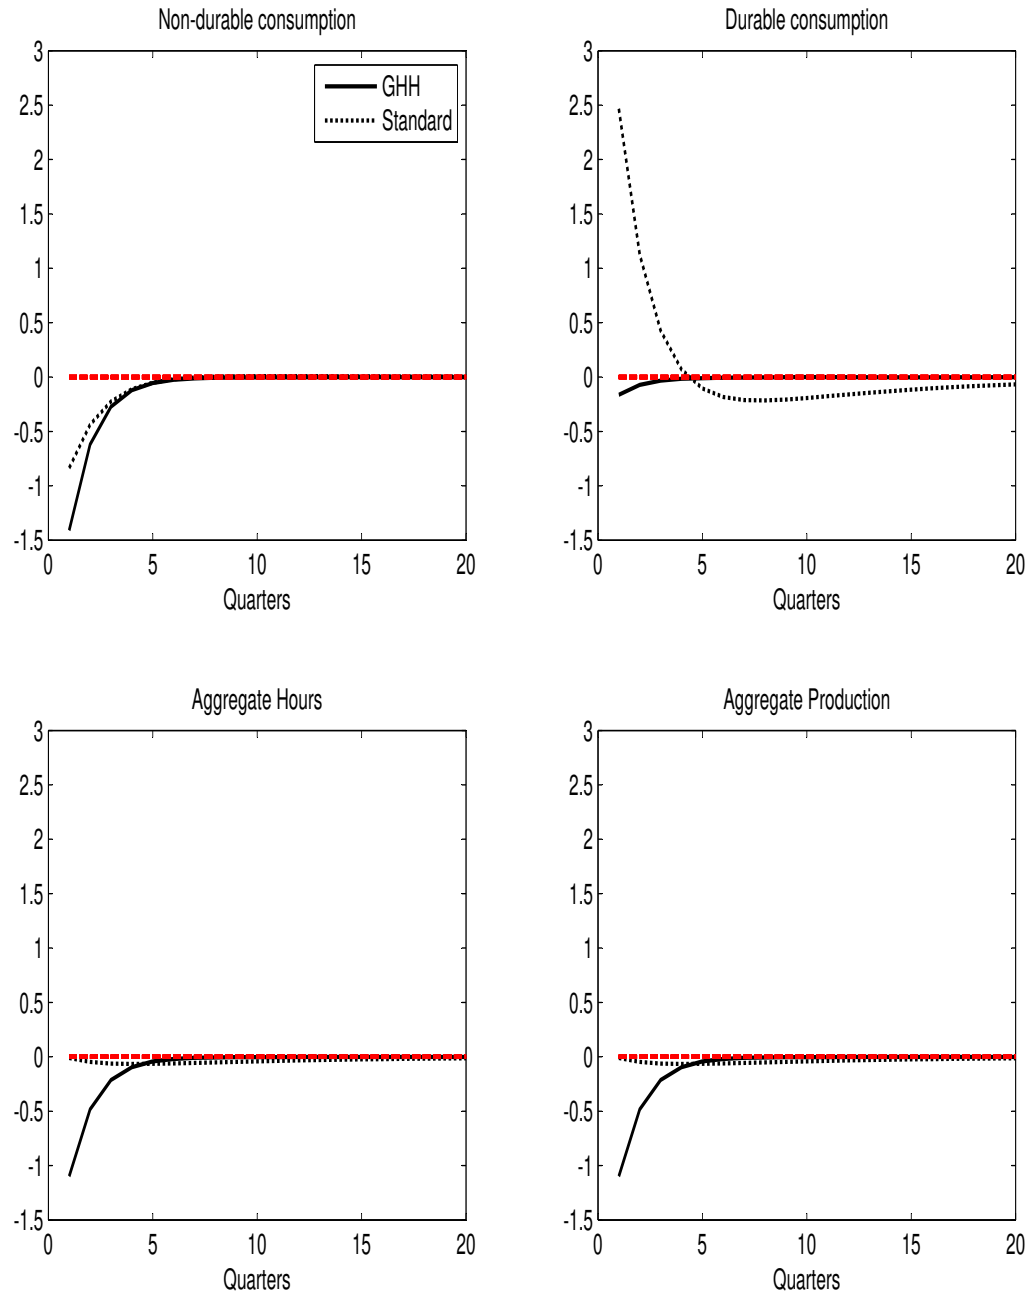 Non-durable consumption
3
2.5
2
1.5
1
0.5
0
-0.5
-1
-1.5
0 5 10 15 20
Quarters
GHH
Standard
Durable consumption
3
2.5
2
1.5
1
0.5
0
-0.5
-1
-1.5
0 5 10 15 20
Quarters
Aggregate Hours
3
2.5
2
1.5
1
0.5
0
-0.5
-1
-1.5
0 5 10 15 20
Quarters
Aggregate Production
3
2.5
2
1.5
1
0.5
0
-0.5
-1
-1.5
0 5 10 15 20
Quarters